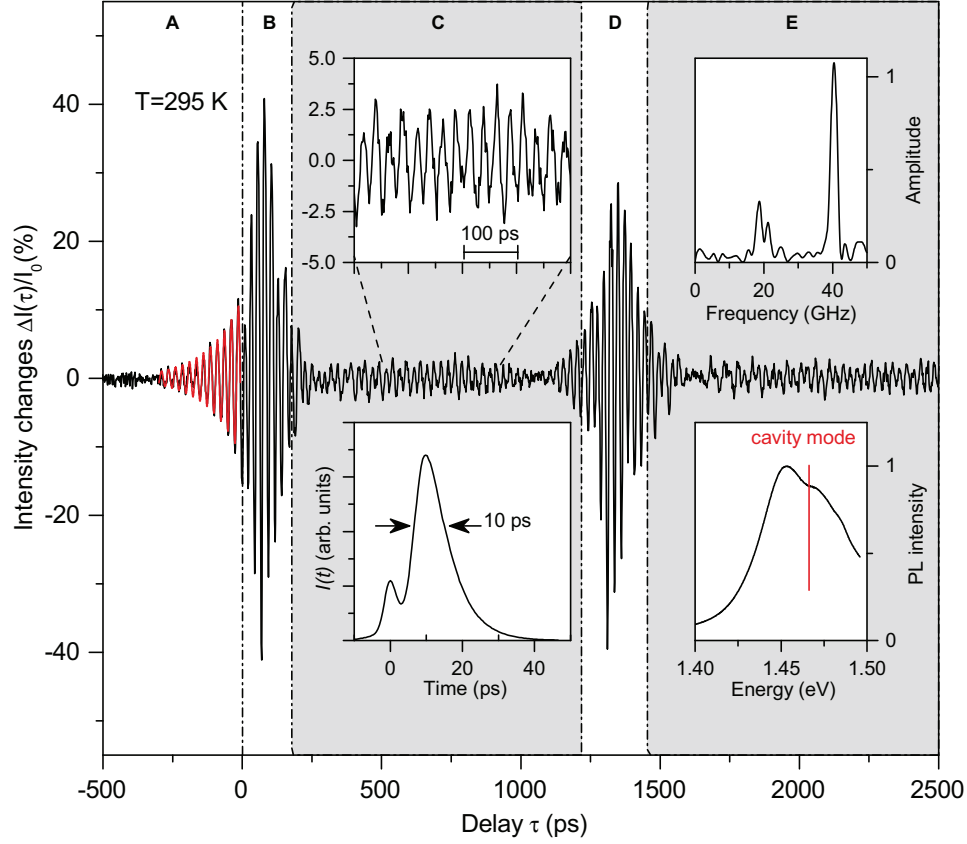 A B C D E
T=295 K
Intensity changes ΔI(τ)/I₀(%)
40
20
0
-20
-40
-500 0 500 1000 1500 2000 2500
Delay τ (ps)
5.0
2.5
0.0
-2.5
-5.0
100 ps
1
0
Amplitude
0 20 40
Frequency (GHz)
I(t) (arb. units)
10 ps
0 20 40
Time (ps)
cavity mode
1
0
PL intensity
1.40 1.45 1.50
Energy (eV)